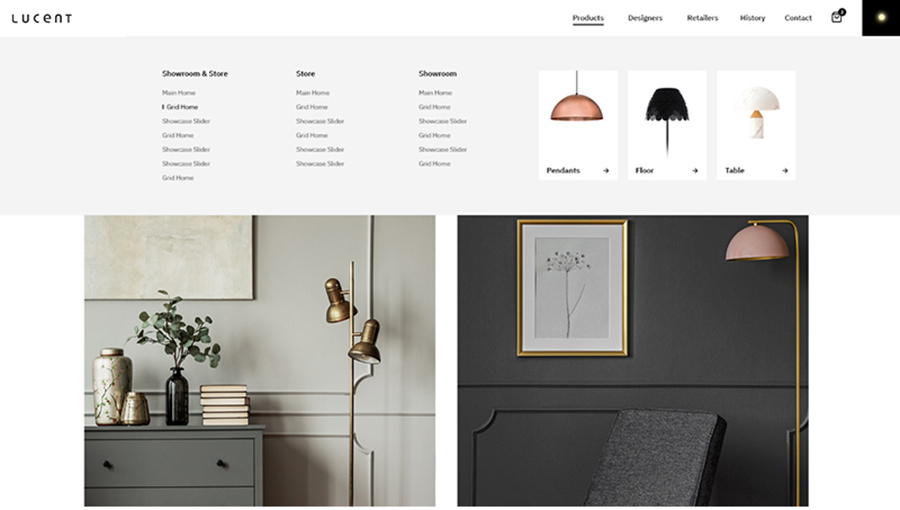 LUCENT
Products Designers Retailers History Contact
Showroom & Store
Main Home
Grid Home
Showcase Slider
Grid Home
Showcase Slider
Showcase Slider
Grid Home
Store
Main Home
Grid Home
Showcase Slider
Grid Home
Showcase Slider
Showcase Slider
Showroom
Main Home
Grid Home
Showcase Slider
Grid Home
Showcase Slider
Grid Home
Pendants
Floor
Table